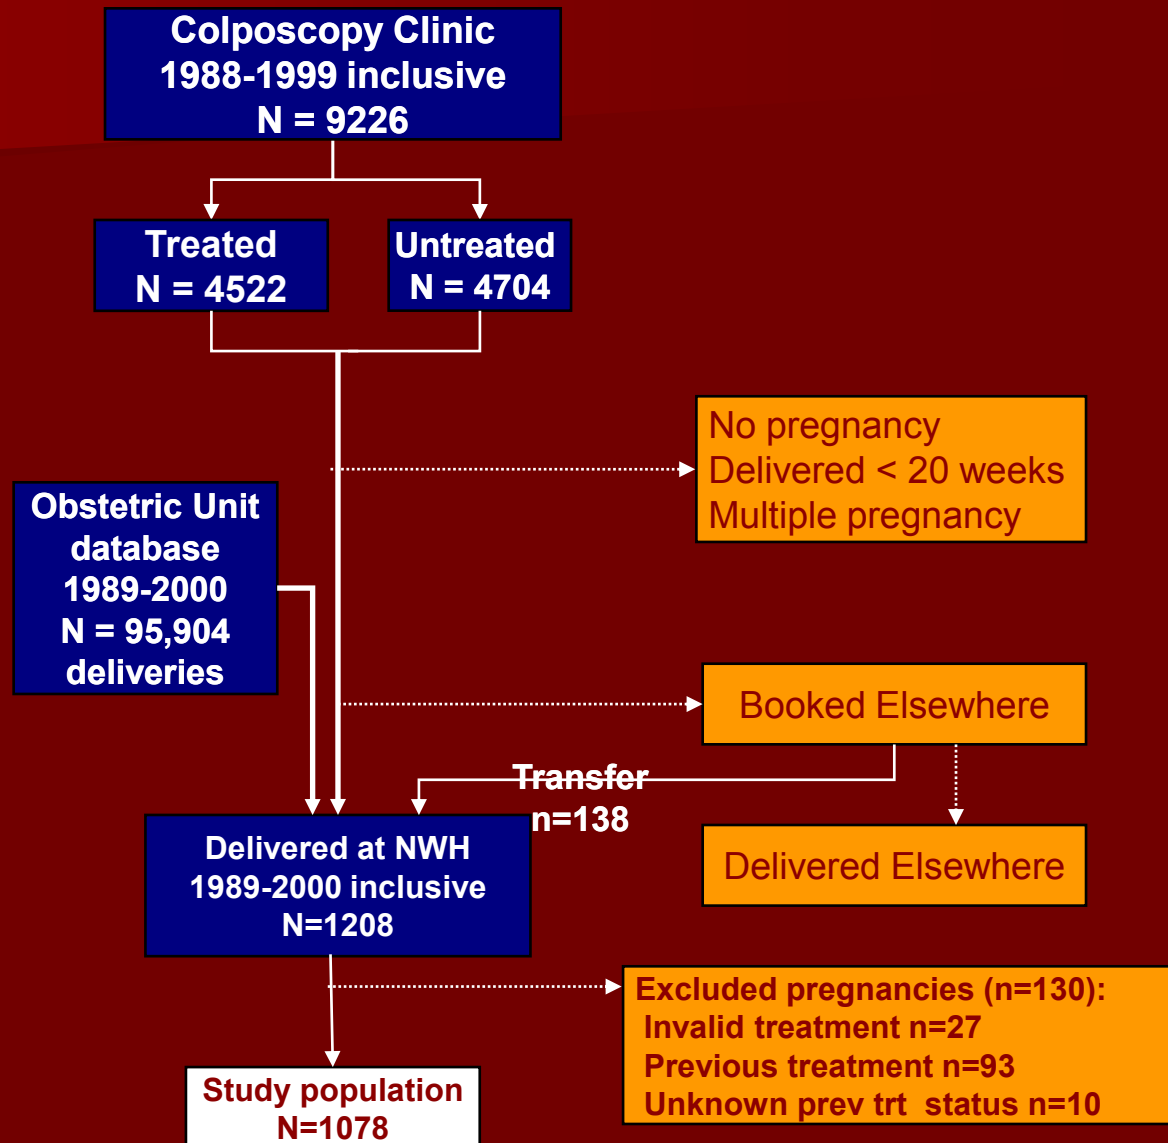 Colposcopy Clinic
1988-1999 inclusive
N = 9226
Treated
N = 4522
Untreated
N = 4704
No pregnancy
Delivered < 20 weeks
Multiple pregnancy
Obstetric Unit
database
1989-2000
N = 95,904
deliveries
Booked Elsewhere
Transfer
n=138
Delivered at NWH
1989-2000 inclusive
N=1208
Delivered Elsewhere
Excluded pregnancies (n=130):
Invalid treatment n=27
Previous treatment n=93
Unknown prev trt status n=10
Study population
N=1078